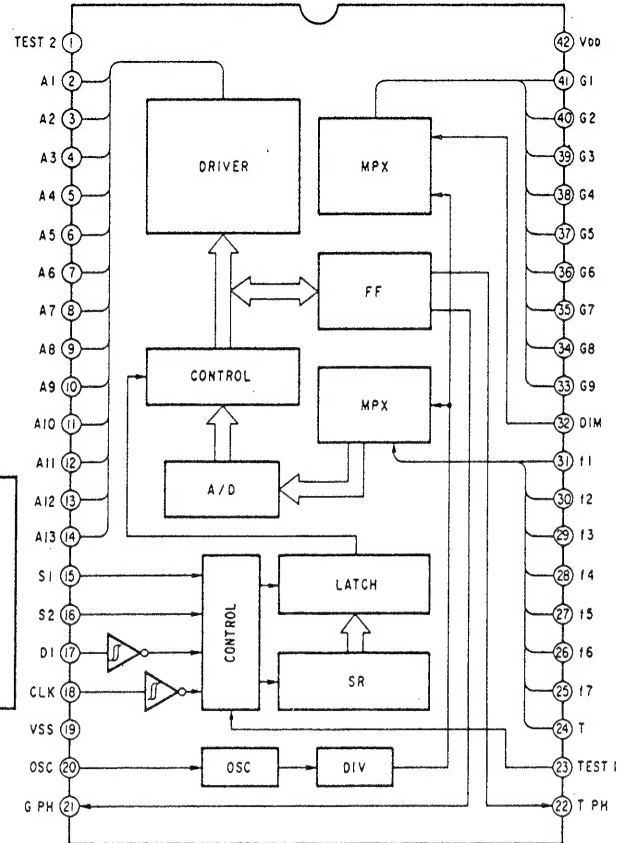 TEST 2 1
A1 2
A2 3
A3 4
A4 5
A5 6
A6 7
A7 8
A8 9
A9 10
A10 11
A11 12
A12 13
A13 14
S1 15
S2 16
DI 17
CLK 18
VSS 19
OSC 20
G PH 21
DRIVER
MPX
FF
CONTROL
MPX
A/D
CONTROL
LATCH
SR
OSC
DIV
42 VDD
41 G1
40 G2
39 G3
38 G4
37 G5
36 G6
35 G7
34 G8
33 G9
32 DIM
31 f1
30 f2
29 f3
28 f4
27 f5
26 f6
25 f7
24 T
23 TEST 1
22 T PH